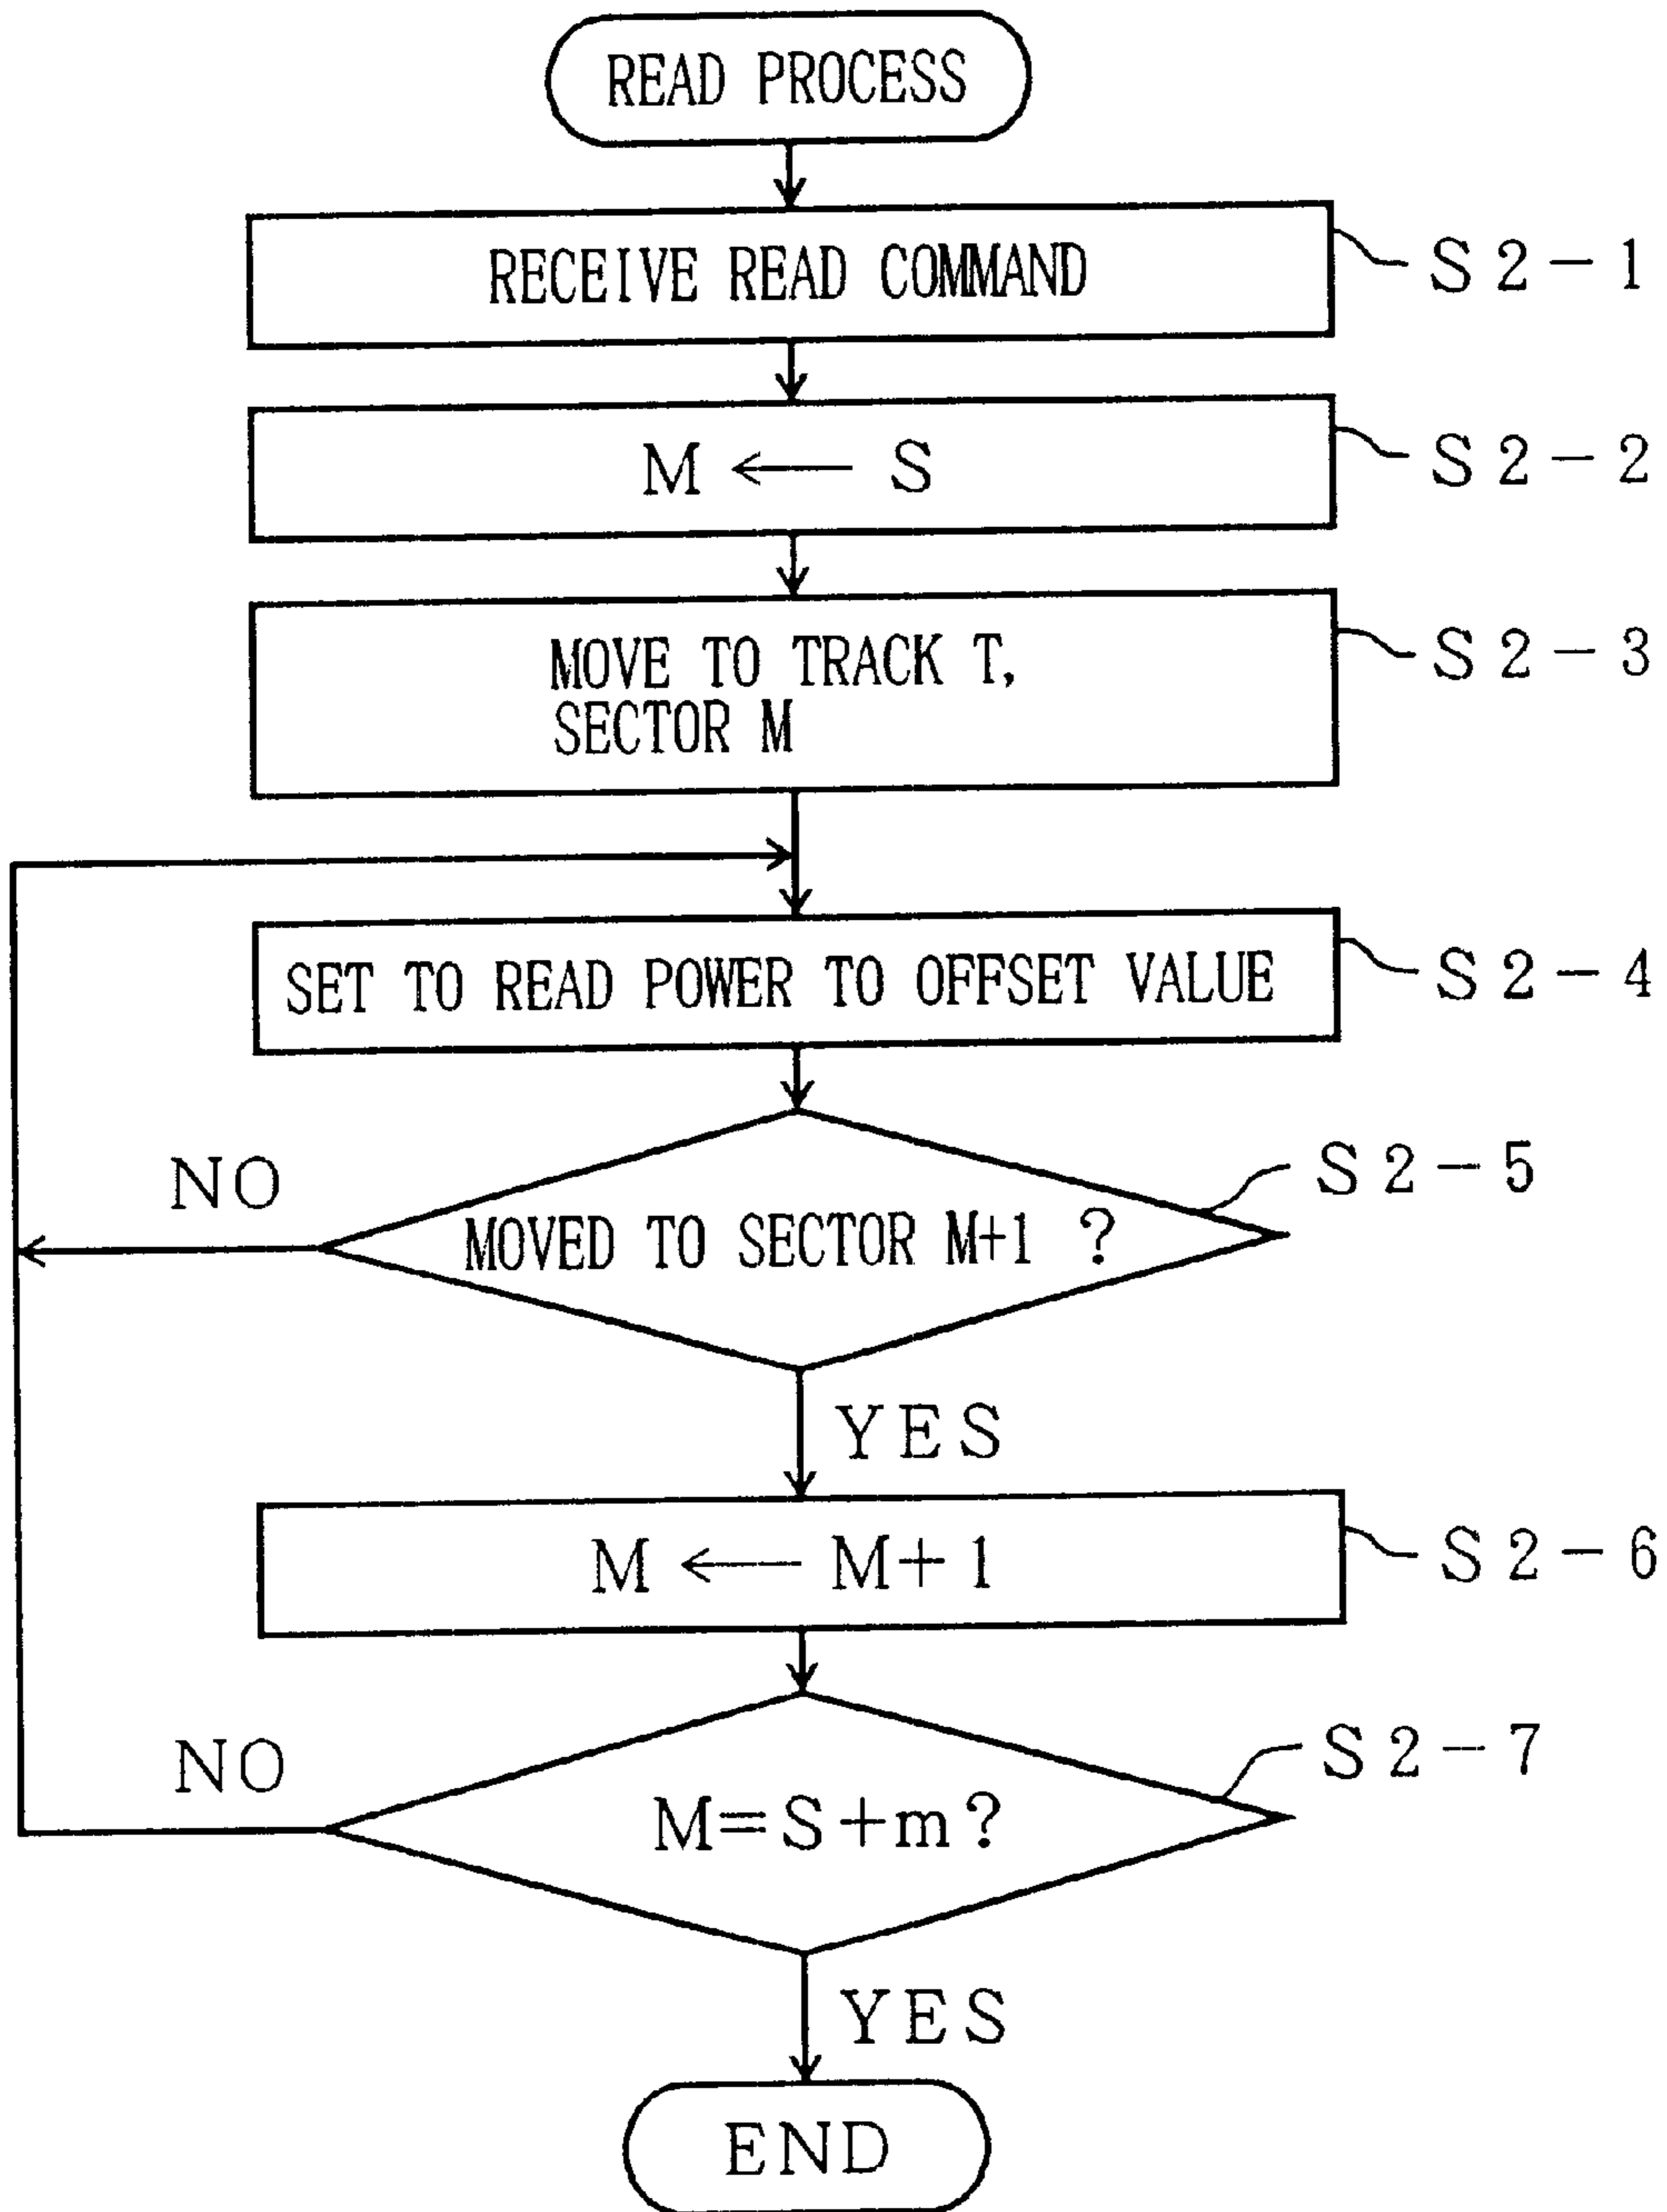 READ PROCESS
RECEIVE READ COMMAND
S2-1
M ← S
S2-2
MOVE TO TRACK T,
SECTOR M
S2-3
SET TO READ POWER TO OFFSET VALUE
S2-4
NO
MOVED TO SECTOR M+1 ?
S2-5
YES
M ← M+1
S2-6
NO
M=S+m?
S2-7
YES
END